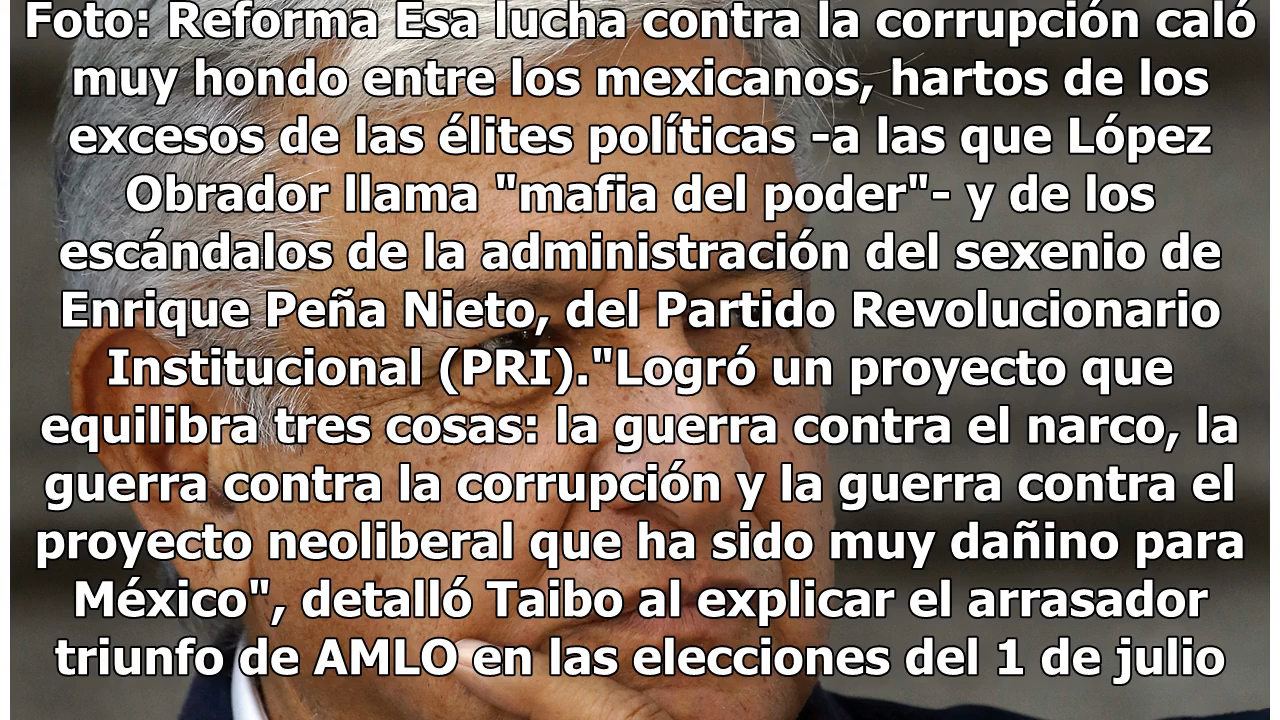 Foto: Reforma Esa lucha contra la corrupción caló
muy hondo entre los mexicanos, hartos de los
excesos de las élites políticas -a las que López
Obrador llama "mafia del poder"- y de los
escándalos de la administración del sexenio de
Enrique Peña Nieto, del Partido Revolucionario
Institucional (PRI)."Logró un proyecto que
equilibra tres cosas: la guerra contra el narco, la
guerra contra la corrupción y la guerra contra el
proyecto neoliberal que ha sido muy dañino para
México", detalló Taibo al explicar el arrasador
triunfo de AMLO en las elecciones del 1 de julio